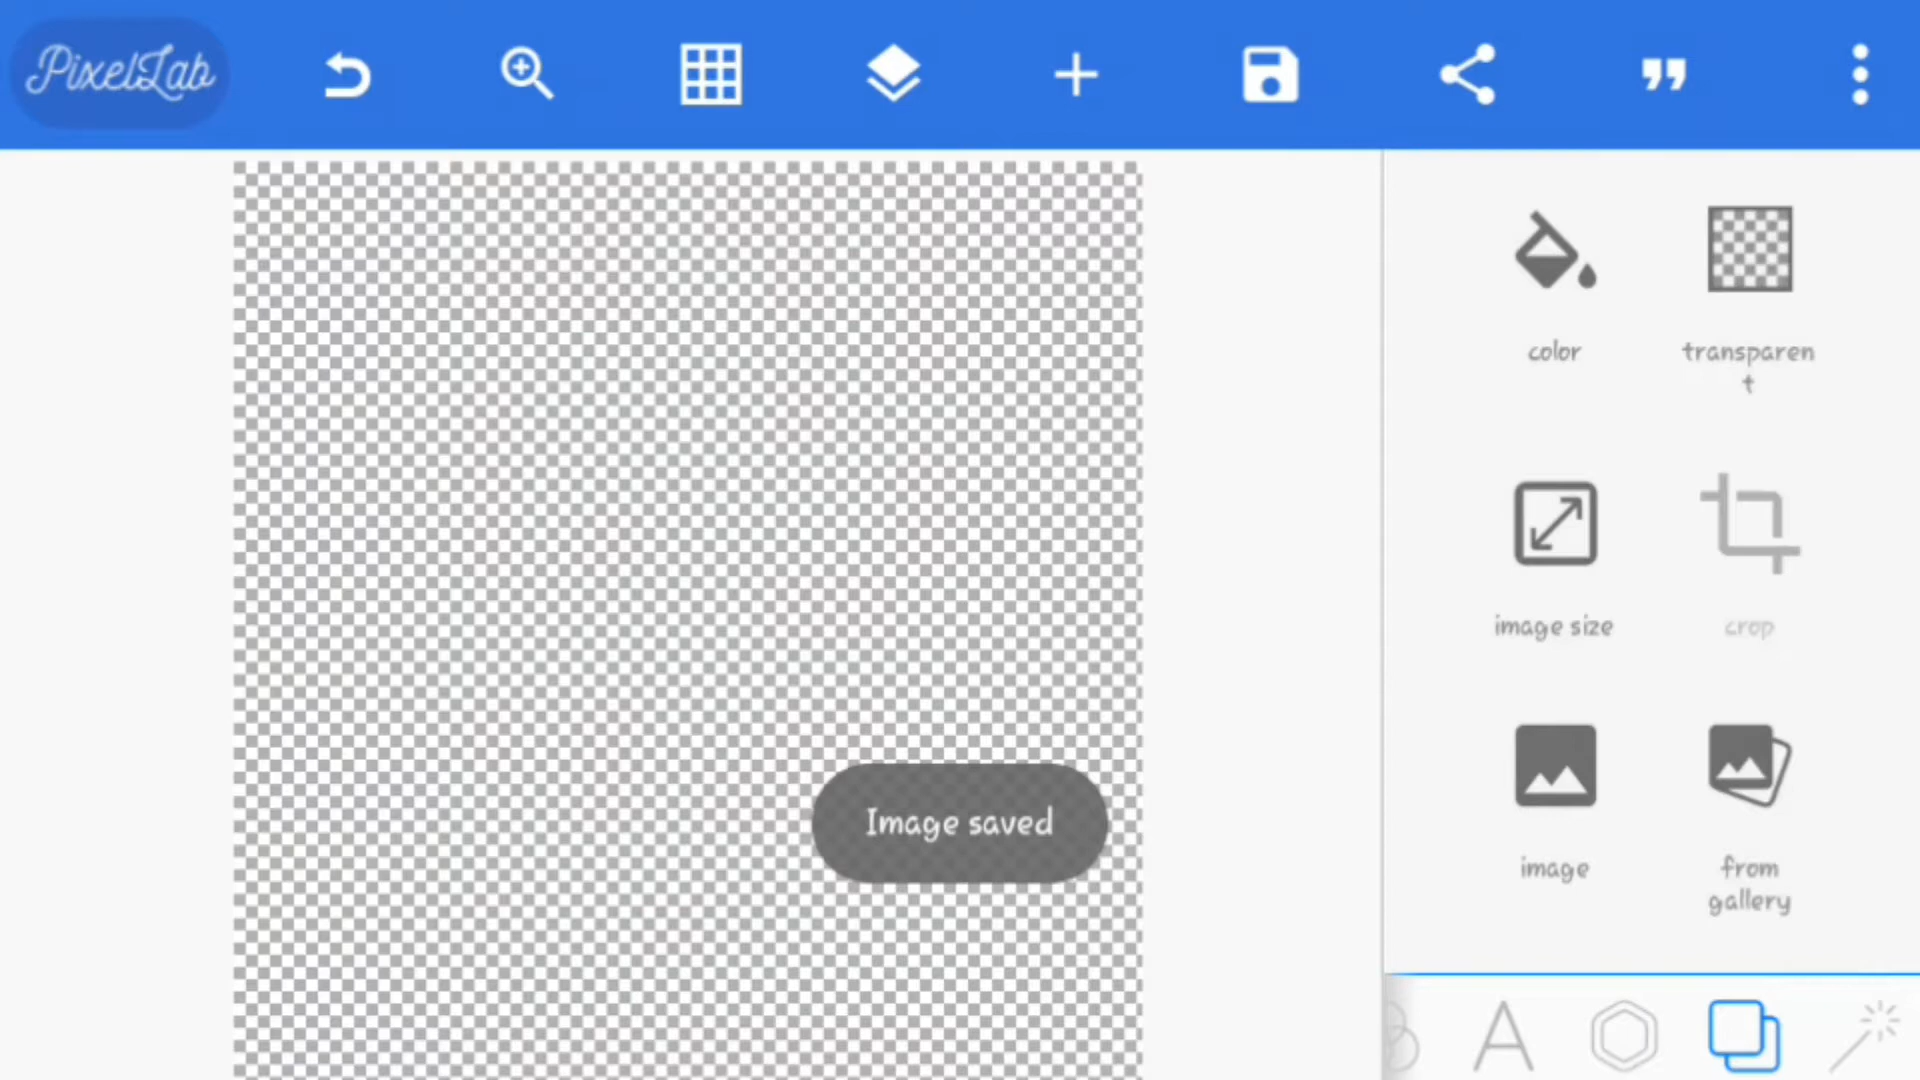 PixelLab
color
transparen
t
image size
crop
Image saved
image
from
gallery